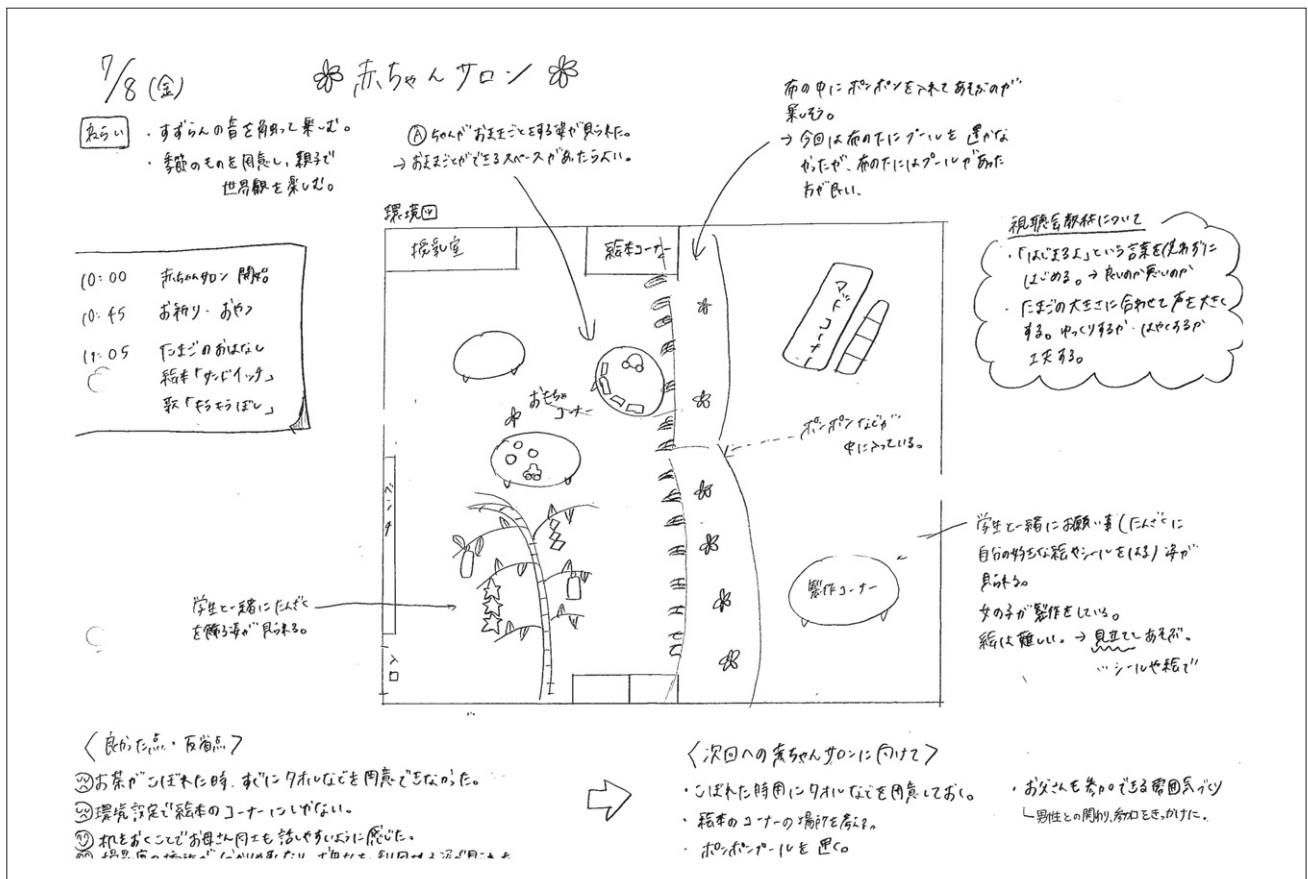 7/8(金)
赤ちゃんサロン
ねらい
・すずらんの音を触って楽しむ。
・季節のものを用意し、親子で
世界観を楽しむ。
Ⓐちゃんがおままごとをする姿が見られた。
→おままごとができるスペースがあったらよい。
布の中にポンポンを入れてあそぶのが
楽しそう。
→今回は布の下にプールを置かな
かったが、布の下にはプールがあった
方が良い。
環境図
授乳室
絵本コーナー
マットコーナー
おもちゃ
コーナー
ベンチ
入口
製作コーナー
ポンポンなどが
中に入っている。
10:00 赤ちゃんサロン 開始。
10:45 お祈り・おやつ
11:05 たまごのおはなし
絵本「サンドイッチ」
歌「きらきらぼし」
視聴覚教材について
・「はじまるよ」という言葉を使わずに
はじめる。→良いのか悪いのか
・たまごの大きさに合わせて声を大きく
する。ゆっくりするか・はやくするか
工夫する。
学生と一緒にたんざく
を飾る姿が見られる。
学生と一緒にお願い事(たんざくに
自分の好きな絵やシールをはる)姿が
見られる。
女の子が製作をしている。
絵は難しい。→見立てしあそぶ。
…シールや絵で
〈良かった点・反省点〉
お茶がこぼれた時、すぐにタオルなどを用意できなかった。
環境設定で絵本のコーナーにしかない。
机をおくことでお母さん同士も話しやすいように感じた。
〈次回への赤ちゃんサロンに向けて〉
・こぼれた時用にタオルなどを用意しておく。
・絵本のコーナーの場所を考える。
・ポンポンプールを置く。
・お父さんも参加できる雰囲気づくり
└男性との関わり、参加をきっかけに。